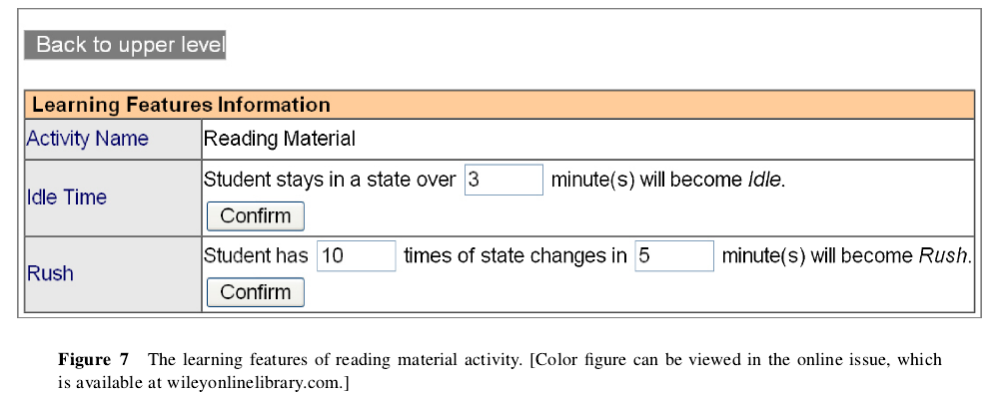 Back to upper level
Learning Features Information
Activity Name Reading Material
Idle Time
Student stays in a state over 3 minute(s) will become Idle.
Confirm
Rush
Student has 10 times of state changes in 5 minute(s) will become Rush.
Confirm
Figure 7 The learning features of reading material activity. [Color figure can be viewed in the online issue, which
is available at wileyonlinelibrary.com.]